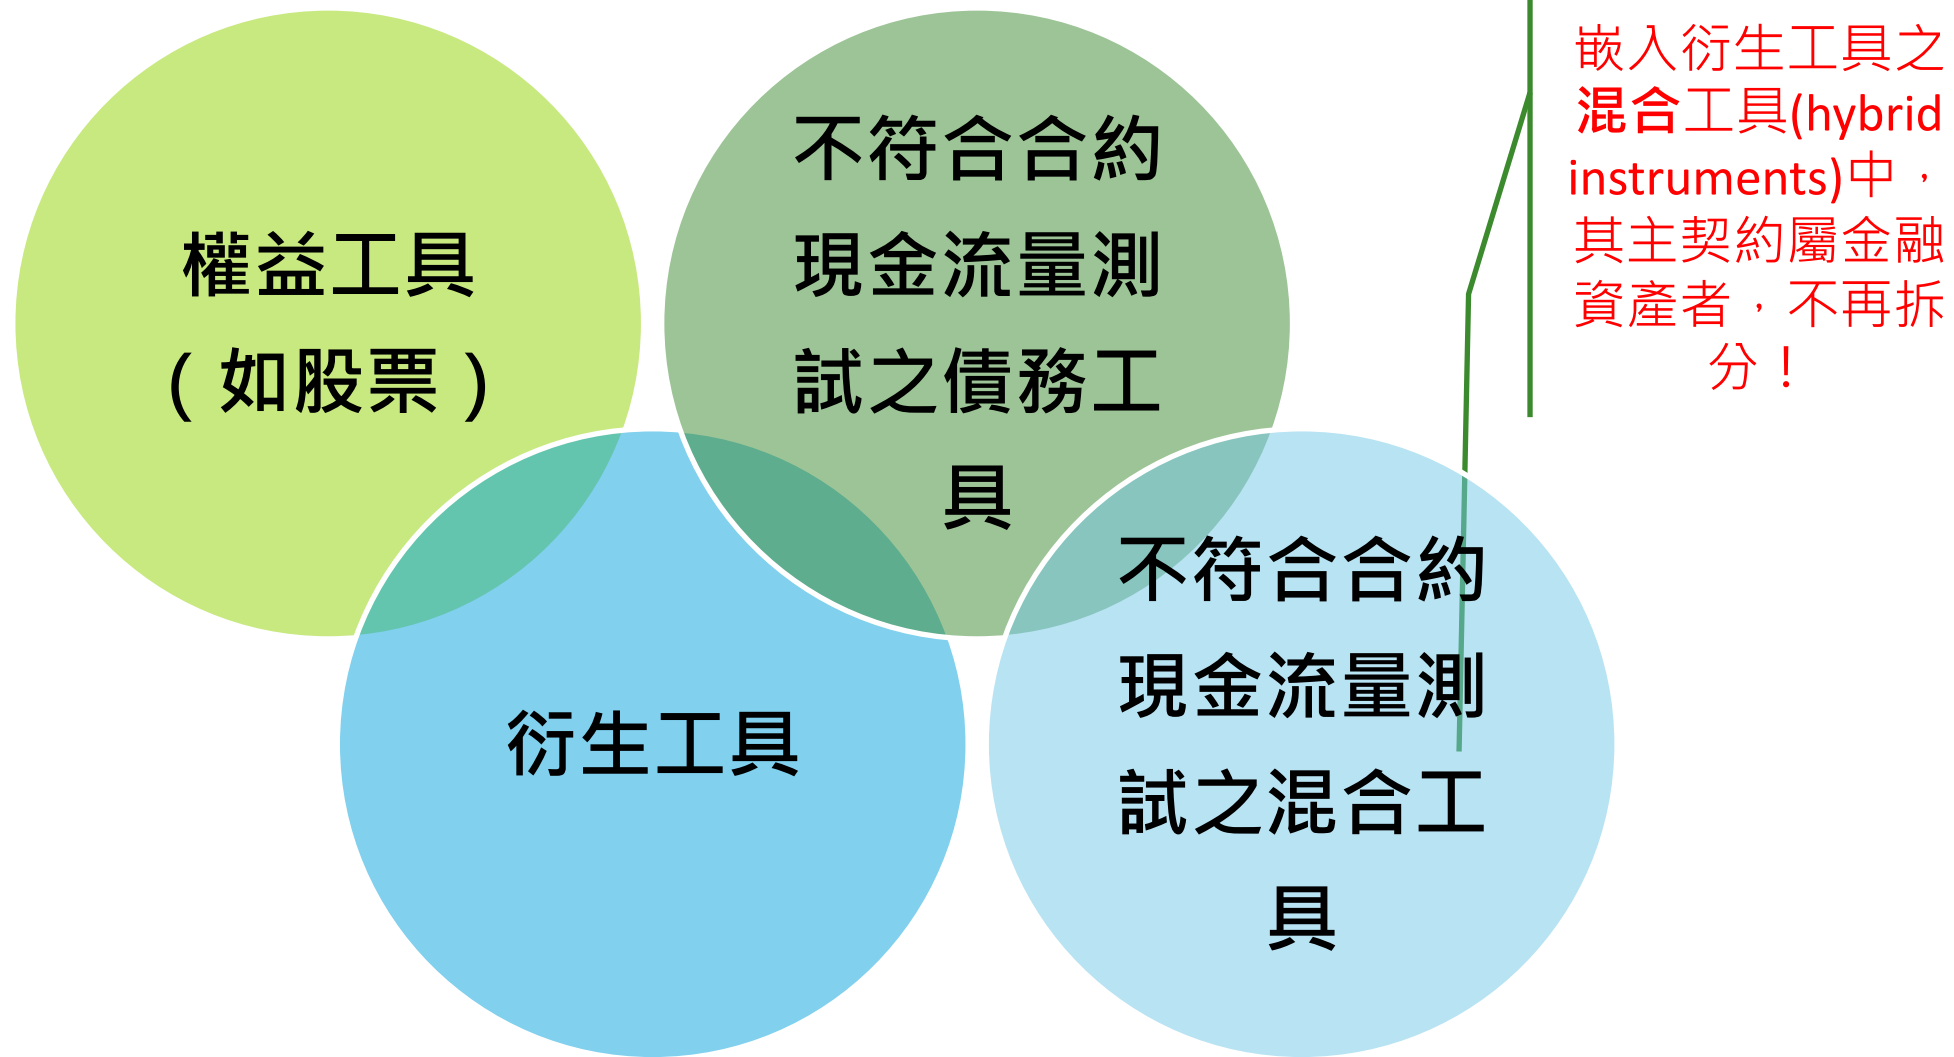 權益工具
（如股票）
不符合合約
現金流量測
試之債務工
具
衍生工具
不符合合約
現金流量測
試之混合工
具
嵌入衍生工具之
混合工具(hybrid
instruments)中，
其主契約屬金融
資產者，不再拆
分！